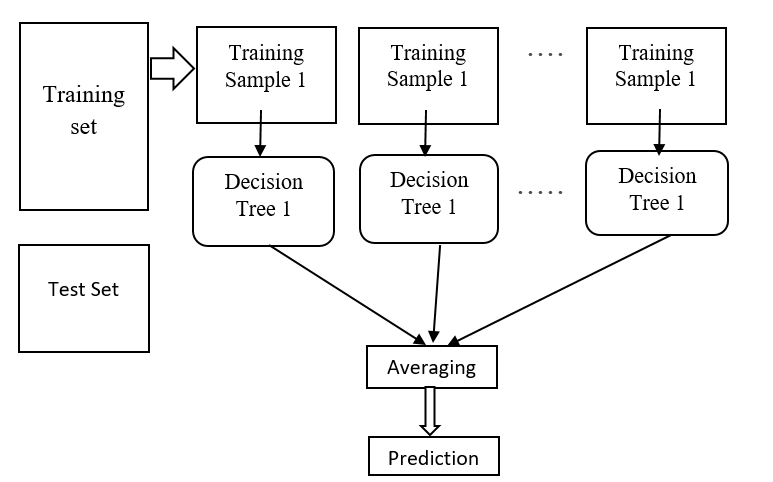 Training
set
Training
Sample 1
Training
Sample 1
....
Training
Sample 1
Decision
Tree 1
Decision
Tree 1
.....
Decision
Tree 1
Test Set
Averaging
Prediction